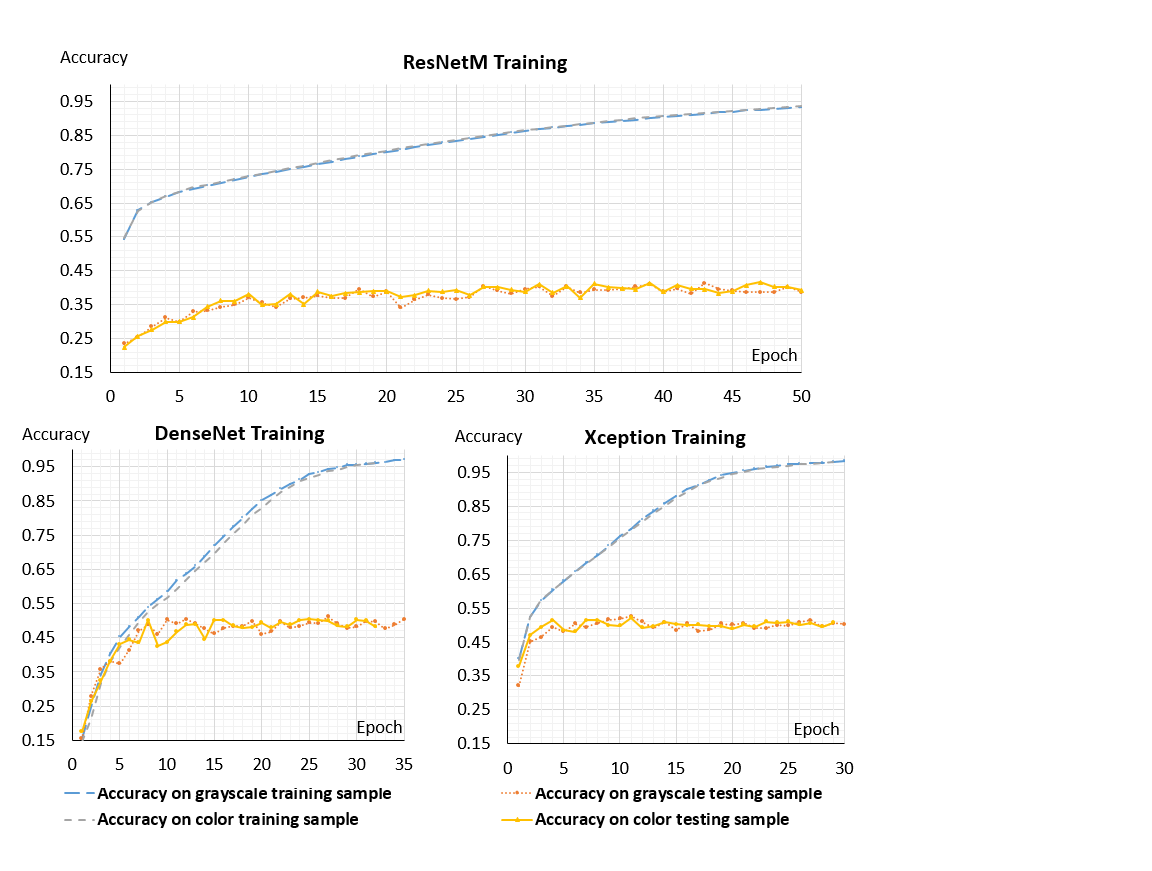 Accuracy
ResNetM Training
0.95
0.85
0.75
0.65
0.55
0.45
0.35
0.25
0.15
Epoch
0 5 10 15 20 25 30 35 40 45 50
Accuracy
DenseNet Training
0.95
0.85
0.75
0.65
0.55
0.45
0.35
0.25
0.15
Epoch
0 5 10 15 20 25 30 35
Accuracy
Xception Training
0.95
0.85
0.75
0.65
0.55
0.45
0.35
0.25
0.15
Epoch
0 5 10 15 20 25 30
Accuracy on grayscale training sample
Accuracy on color training sample
Accuracy on grayscale testing sample
Accuracy on color testing sample